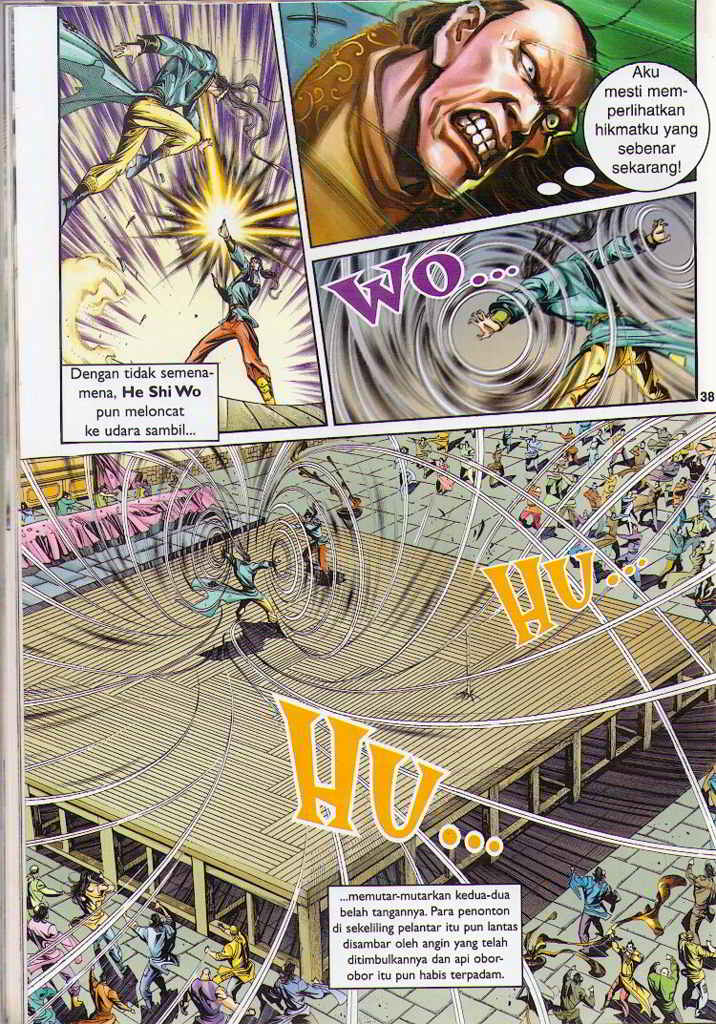 Aku
mesti mem-
perlihatkan
hikmatku yang
sebenar
sekarang!
WO...
Dengan tidak semena-
mena, He Shi Wo
pun meloncat
ke udara sambil...
38
HU...
HU...
...memutar-mutarkan kedua-dua
belah tangannya. Para penonton
di sekeliling pelantar itu pun lantas
disambar oleh angin yang telah
ditimbulkannya dan api obor-
obor itu pun habis terpadam.